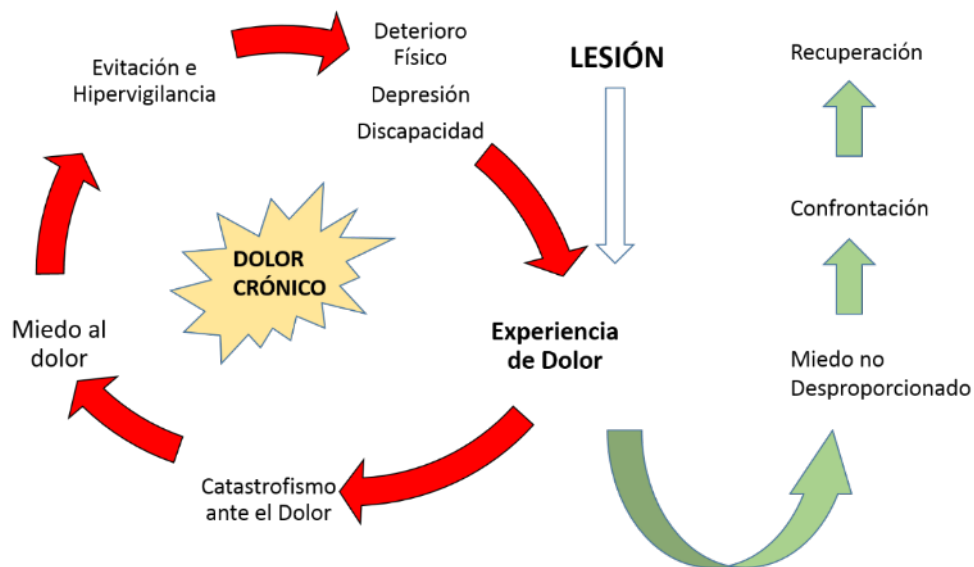 Deterioro
Físico
Depresión
Discapacidad
LESIÓN
Recuperación
Evitación e
Hipervigilancia
Confrontación
DOLOR
CRÓNICO
Miedo al
dolor
Experiencia
de Dolor
Miedo no
Desproporcionado
Catastrofismo
ante el Dolor